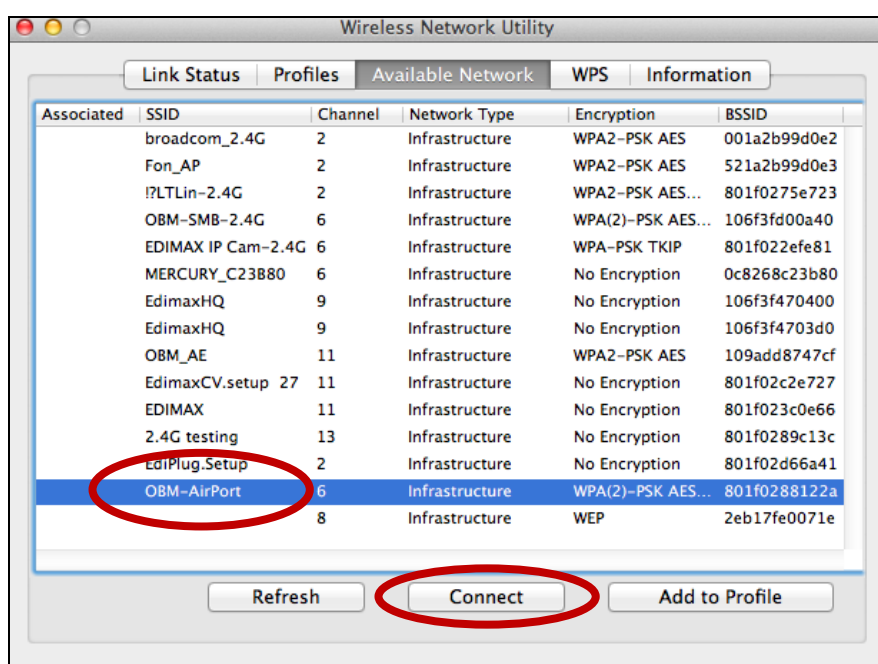 Wireless Network Utility
Link Status Profiles Available Network WPS Information
Associated SSID Channel Network Type Encryption BSSID
broadcom_2.4G 2 Infrastructure WPA2-PSK AES 001a2b99d0e2
Fon_AP 2 Infrastructure WPA2-PSK AES 521a2b99d0e3
!?LTLin-2.4G 2 Infrastructure WPA2-PSK AES... 801f0275e723
OBM-SMB-2.4G 6 Infrastructure WPA(2)-PSK AES... 106f3fd00a40
EDIMAX IP Cam-2.4G 6 Infrastructure WPA-PSK TKIP 801f022efe81
MERCURY_C23B80 6 Infrastructure No Encryption 0c8268c23b80
EdimaxHQ 9 Infrastructure No Encryption 106f3f470400
EdimaxHQ 9 Infrastructure No Encryption 106f3f4703d0
OBM_AE 11 Infrastructure WPA2-PSK AES 109add8747cf
EdimaxCV.setup 27 11 Infrastructure No Encryption 801f02c2e727
EDIMAX 11 Infrastructure No Encryption 801f023c0e66
2.4G testing 13 Infrastructure No Encryption 801f0289c13c
EdiPlug.Setup 2 Infrastructure No Encryption 801f02d66a41
OBM-AirPort 6 Infrastructure WPA(2)-PSK AES... 801f0288122a
8 Infrastructure WEP 2eb17fe0071e
Refresh Connect Add to Profile